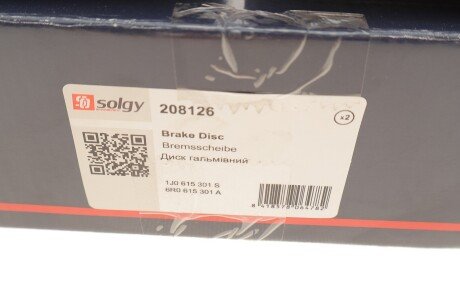 solgy 208126
x2
Brake Disc
Bremsscheibe
Диск гальмівний
1J0 615 301 S
6R0 615 301 A